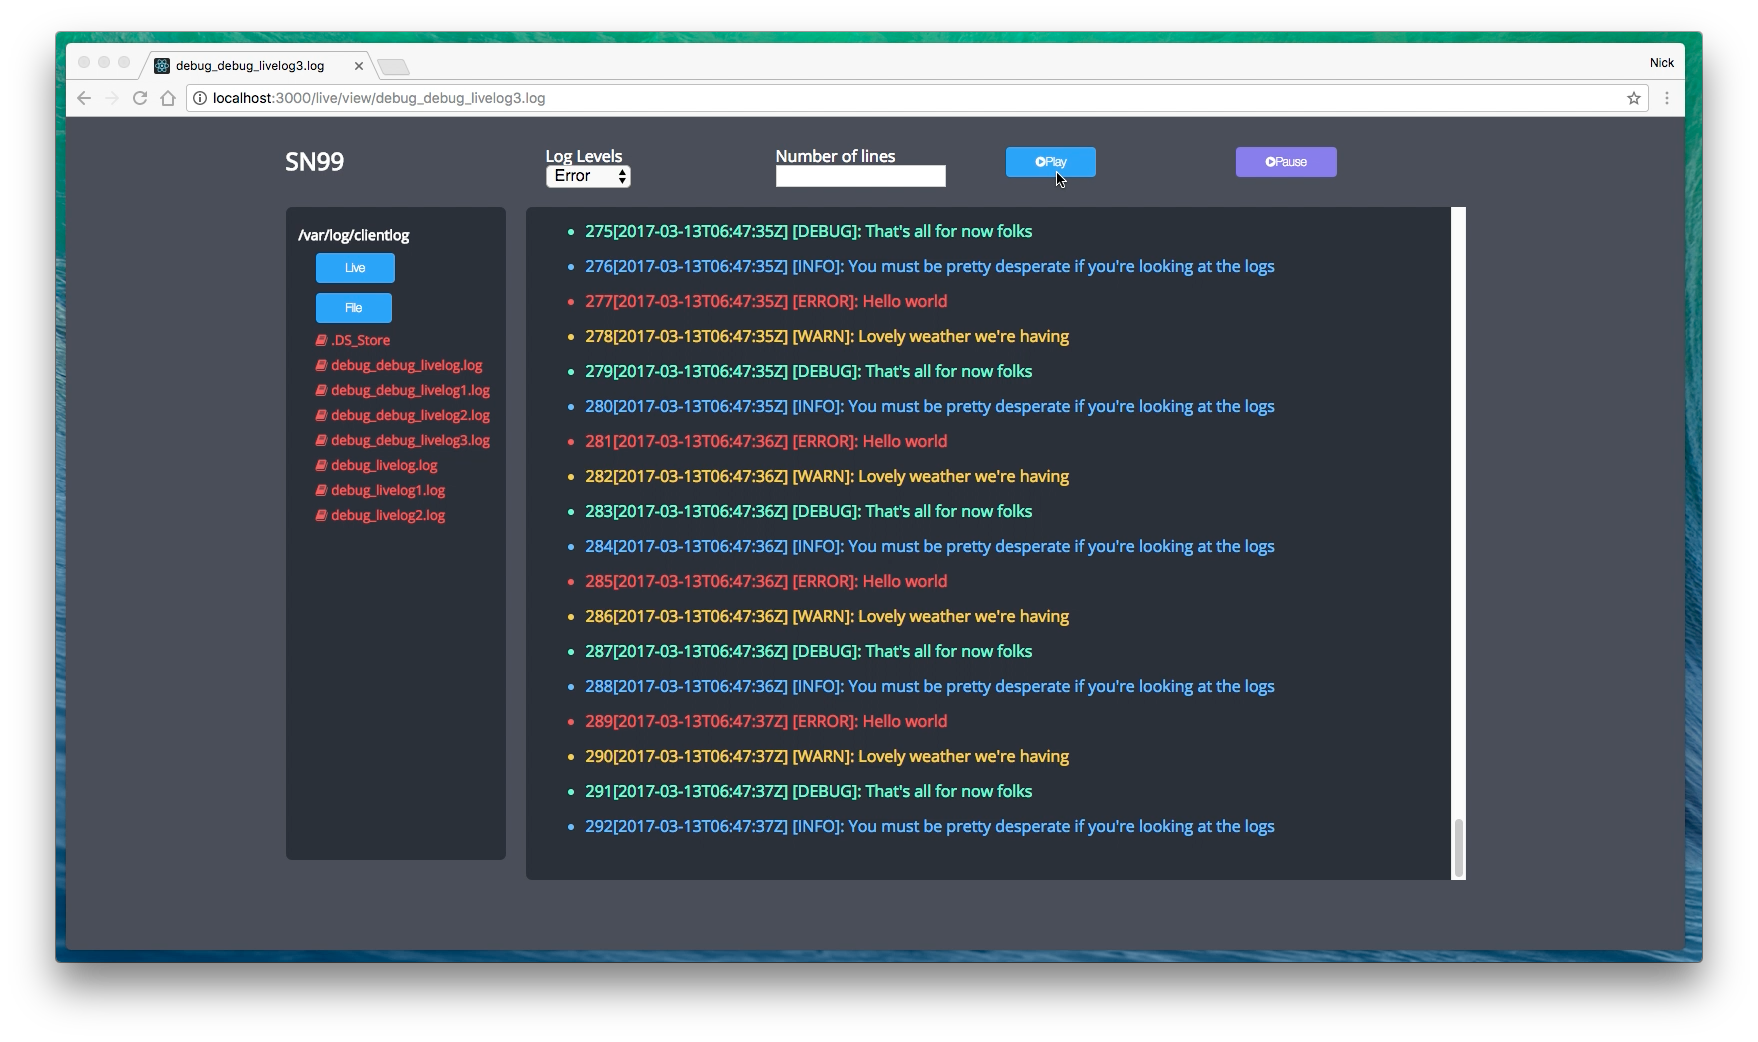 debug_debug_livelog3.log
Nick
localhost:3000/live/view/debug_debug_livelog3.log
SN99
Log Levels
Error
Number of lines
Play
Pause
/var/log/clientlog
Live
File
.DS_Store
debug_debug_livelog.log
debug_debug_livelog1.log
debug_debug_livelog2.log
debug_debug_livelog3.log
debug_livelog.log
debug_livelog1.log
debug_livelog2.log
275[2017-03-13T06:47:35Z] [DEBUG]: That's all for now folks
276[2017-03-13T06:47:35Z] [INFO]: You must be pretty desperate if you're looking at the logs
277[2017-03-13T06:47:35Z] [ERROR]: Hello world
278[2017-03-13T06:47:35Z] [WARN]: Lovely weather we're having
279[2017-03-13T06:47:35Z] [DEBUG]: That's all for now folks
280[2017-03-13T06:47:35Z] [INFO]: You must be pretty desperate if you're looking at the logs
281[2017-03-13T06:47:36Z] [ERROR]: Hello world
282[2017-03-13T06:47:36Z] [WARN]: Lovely weather we're having
283[2017-03-13T06:47:36Z] [DEBUG]: That's all for now folks
284[2017-03-13T06:47:36Z] [INFO]: You must be pretty desperate if you're looking at the logs
285[2017-03-13T06:47:36Z] [ERROR]: Hello world
286[2017-03-13T06:47:36Z] [WARN]: Lovely weather we're having
287[2017-03-13T06:47:36Z] [DEBUG]: That's all for now folks
288[2017-03-13T06:47:36Z] [INFO]: You must be pretty desperate if you're looking at the logs
289[2017-03-13T06:47:37Z] [ERROR]: Hello world
290[2017-03-13T06:47:37Z] [WARN]: Lovely weather we're having
291[2017-03-13T06:47:37Z] [DEBUG]: That's all for now folks
292[2017-03-13T06:47:37Z] [INFO]: You must be pretty desperate if you're looking at the logs